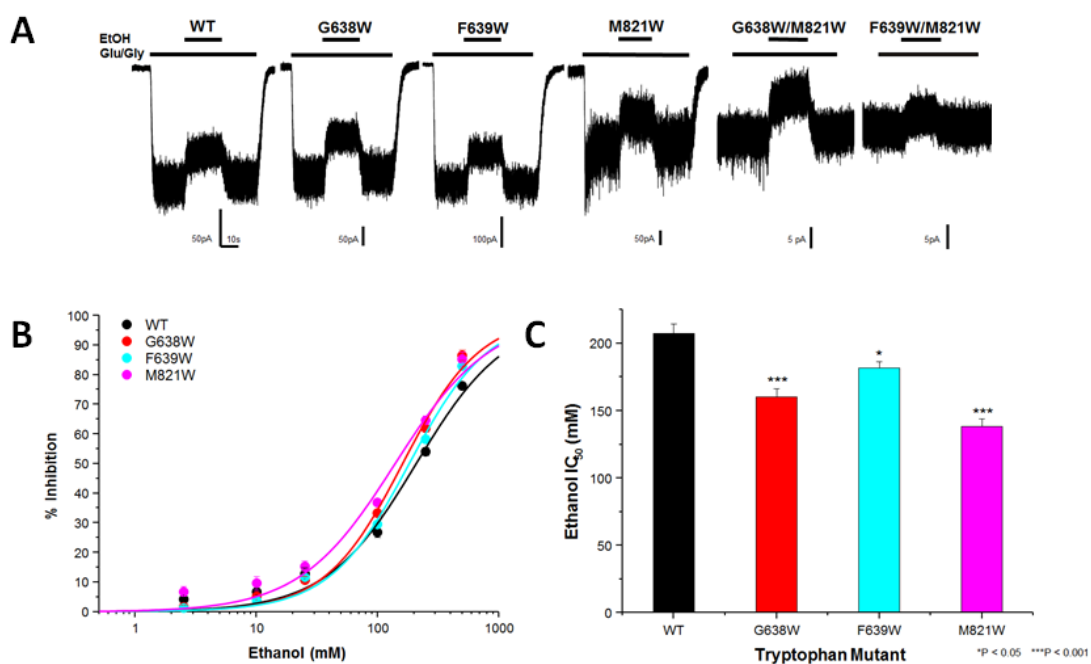 A
WT G638W F639W M821W G638W/M821W F639W/M821W
EtOH
Glu/Gly
50pA 10s 50pA 100pA 50pA 5 pA 5pA
B
100
90
80
70
60
50
40
30
20
10
0
% Inhibition
WT
G638W
F639W
M821W
1 10 100 1000
Ethanol (mM)
C
200
150
100
50
0
Ethanol IC50 (mM)
***
*
***
WT G638W F639W M821W
Tryptophan Mutant
*P < 0.05 ***P < 0.001